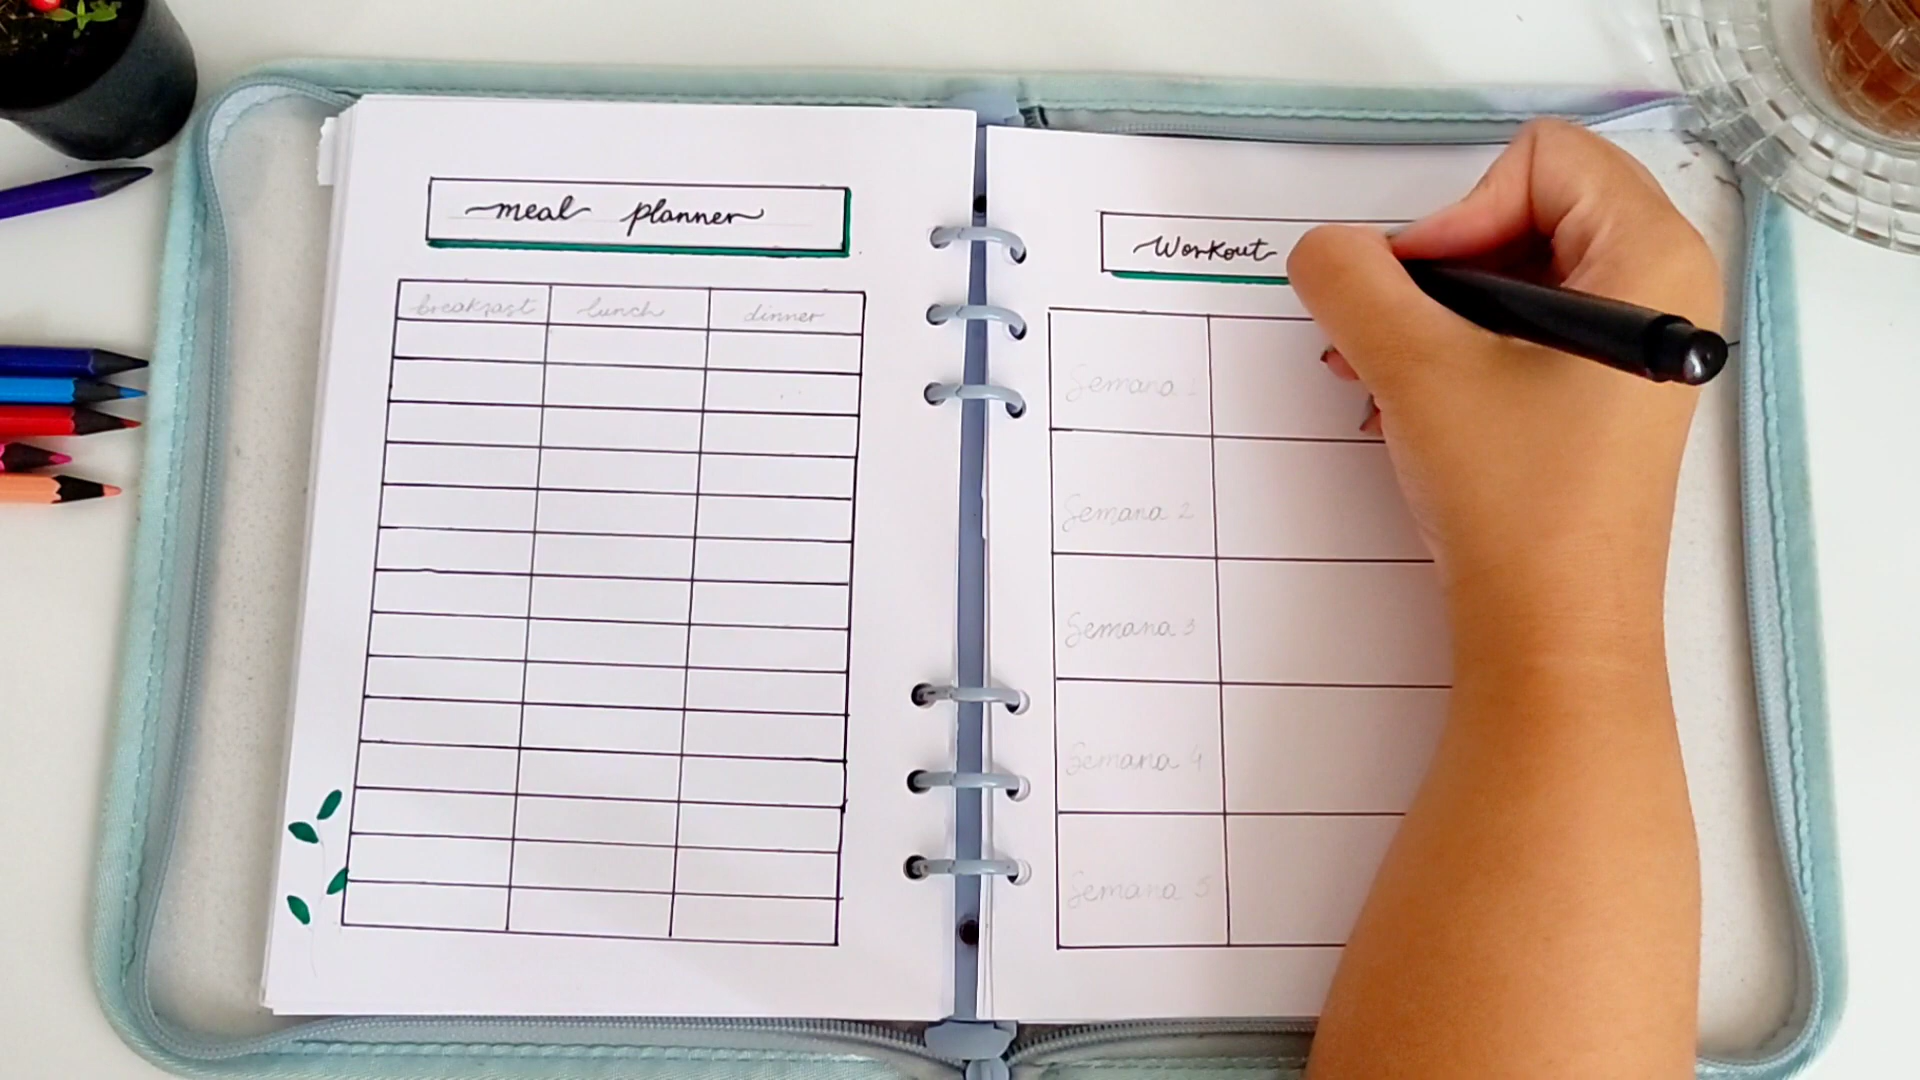 meal planner
breakfast lunch dinner
Workout
Semana 1
Semana 2
Semana 3
Semana 4
Semana 5